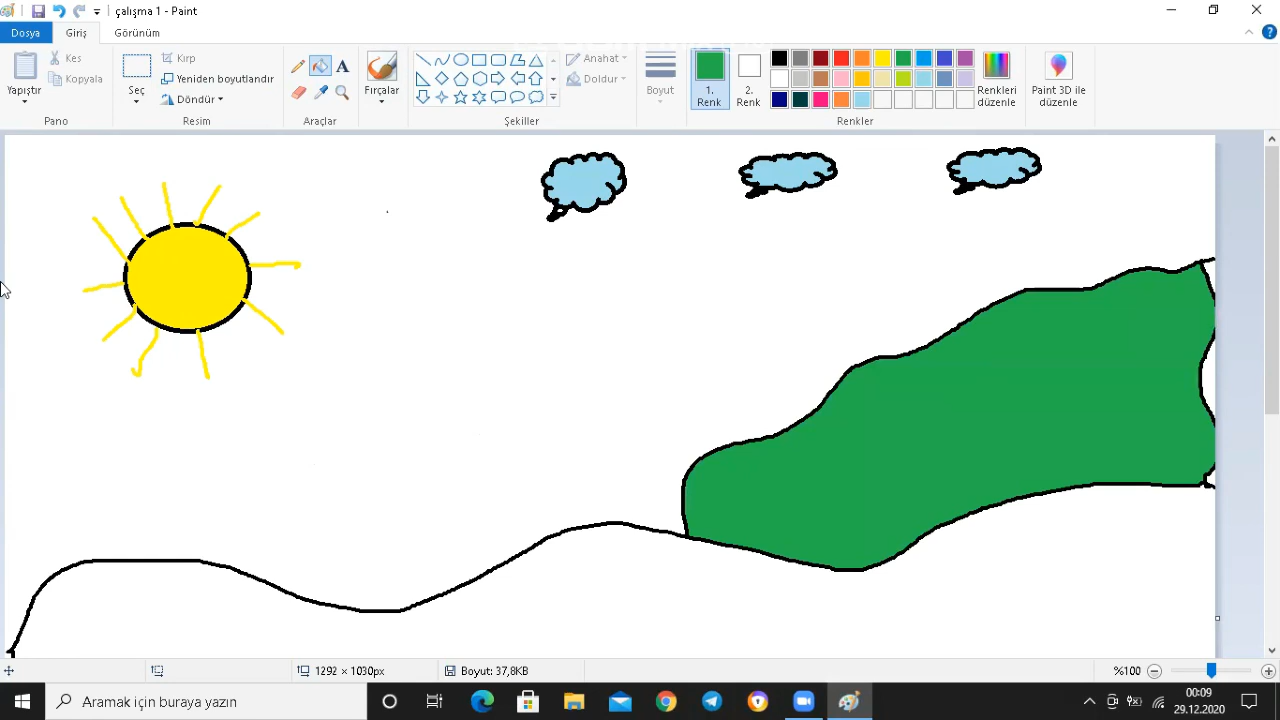 çalışma 1 - Paint
Dosya
Giriş
Görünüm
Yapıştır
Kes
Pano
Seç
Kırp
Yeniden boyutlandır
Döndür
Resim
A
Araçlar
Fırçalar
Şekiller
Anahat
Doldur
Boyut
1.
Renk
2.
Renk
Renkler
Renkleri
düzenle
Paint 3D ile
düzenle
1292 × 1030px
Boyut: 37,8KB
%100
Aramak için buraya yazın
00:09
29.12.2020